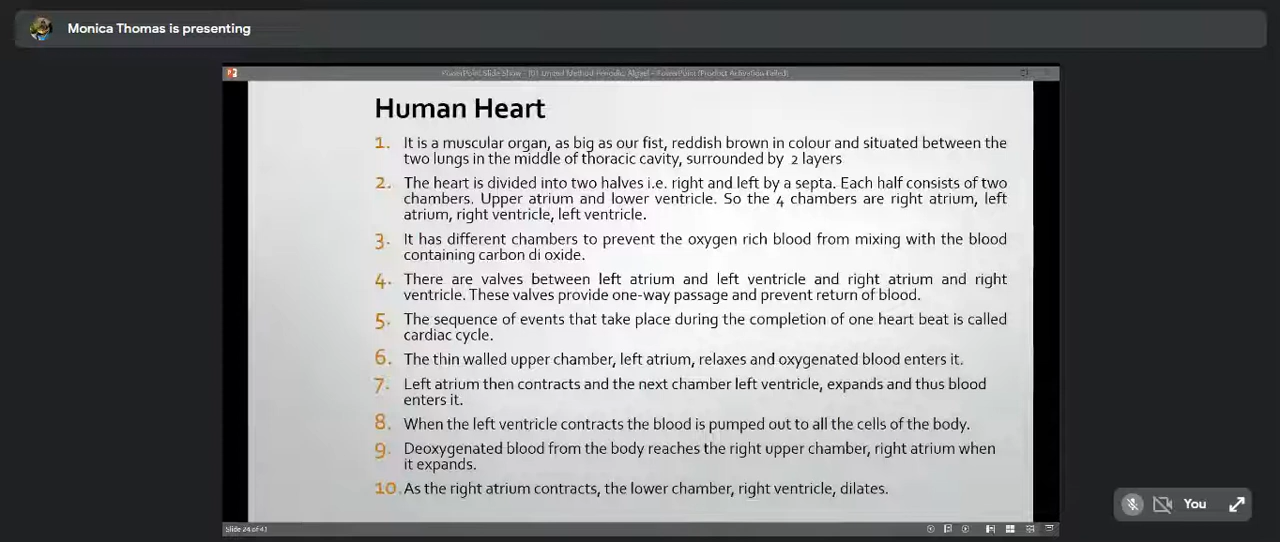 Monica Thomas is presenting
Human Heart
1. It is a muscular organ, as big as our fist, reddish brown in colour and situated between the
two lungs in the middle of thoracic cavity, surrounded by 2 layers
2. The heart is divided into two halves i.e. right and left by a septa. Each half consists of two
chambers. Upper atrium and lower ventricle. So the 4 chambers are right atrium, left
atrium, right ventricle, left ventricle.
3. It has different chambers to prevent the oxygen rich blood from mixing with the blood
containing carbon di oxide.
4. There are valves between left atrium and left ventricle and right atrium and right
ventricle. These valves provide one-way passage and prevent return of blood.
5. The sequence of events that take place during the completion of one heart beat is called
cardiac cycle.
6. The thin walled upper chamber, left atrium, relaxes and oxygenated blood enters it.
7. Left atrium then contracts and the next chamber left ventricle, expands and thus blood
enters it.
8. When the left ventricle contracts the blood is pumped out to all the cells of the body.
9. Deoxygenated blood from the body reaches the right upper chamber, right atrium when
it expands.
10. As the right atrium contracts, the lower chamber, right ventricle, dilates.
You
Slide 24 of 41